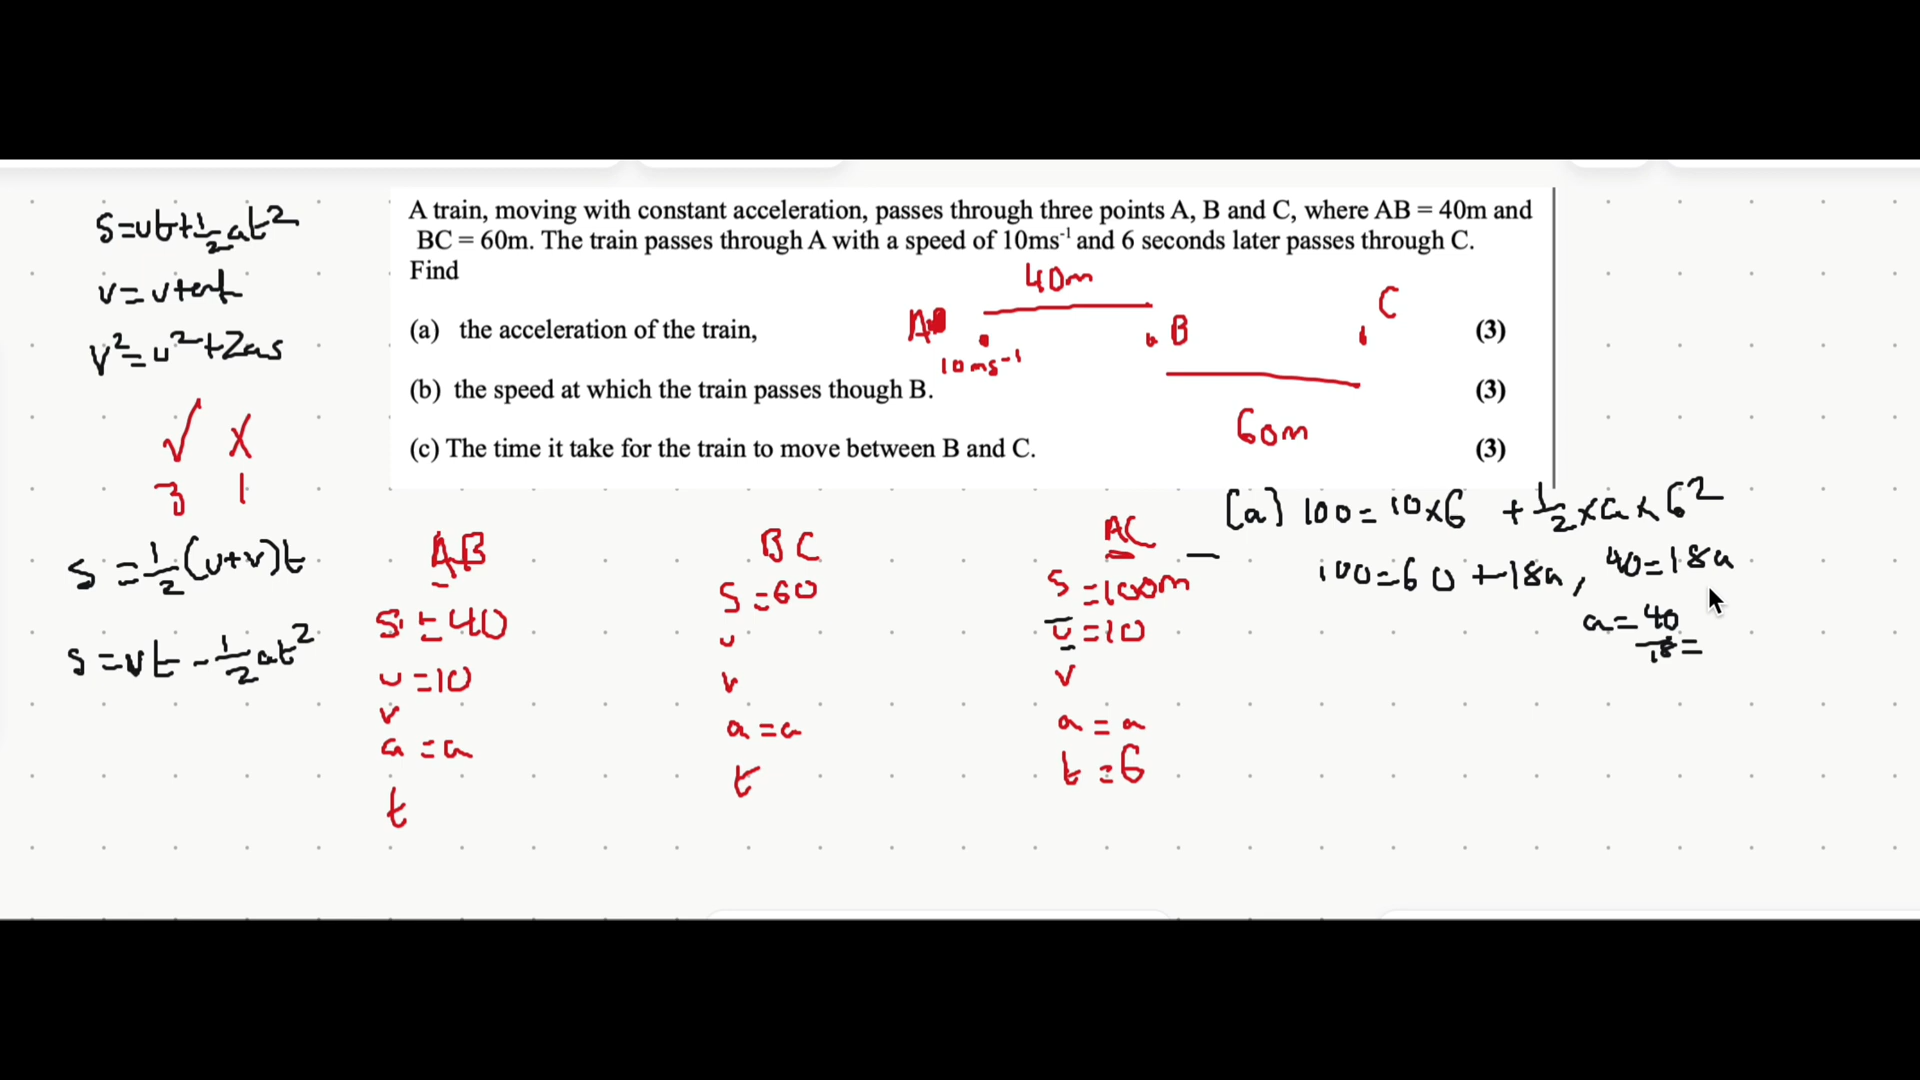 A train, moving with constant acceleration, passes through three points A, B and C, where AB = 40m and
BC = 60m. The train passes through A with a speed of 10ms⁻¹ and 6 seconds later passes through C.
Find
(a) the acceleration of the train, (3)
(b) the speed at which the train passes though B. (3)
(c) The time it take for the train to move between B and C. (3)
40m
A
B
C
10ms⁻¹
60m
s=ut+½at²
v=u+at
v²=u²+2as
√ X
3 1
s=½(u+v)t
s=vt-½at²
AB
s=40
u=10
v
a=a
t
BC
s=60
u
v
a=a
t
AC
s=100m
u=10
v
a=a
t=6
(a) 100=10×6 +½×a×6²
100=60+18a, 40=18a
a=40/18=